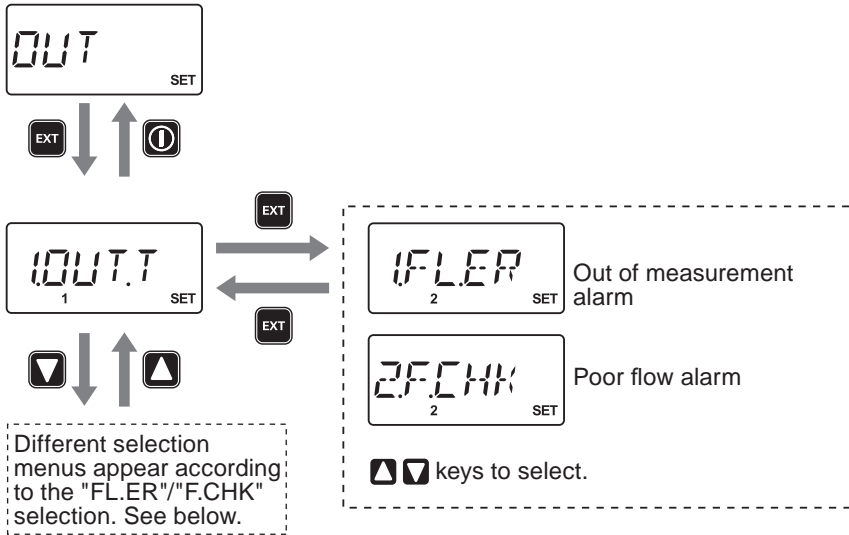 OUT
SET
EXT
EXT
1.OUT.T
1 SET
1.FL.ER
2 SET
Out of measurement
alarm
EXT
2.F.CHK
2 SET
Poor flow alarm
Different selection
menus appear according
to the "FL.ER"/"F.CHK"
selection. See below.
keys to select.